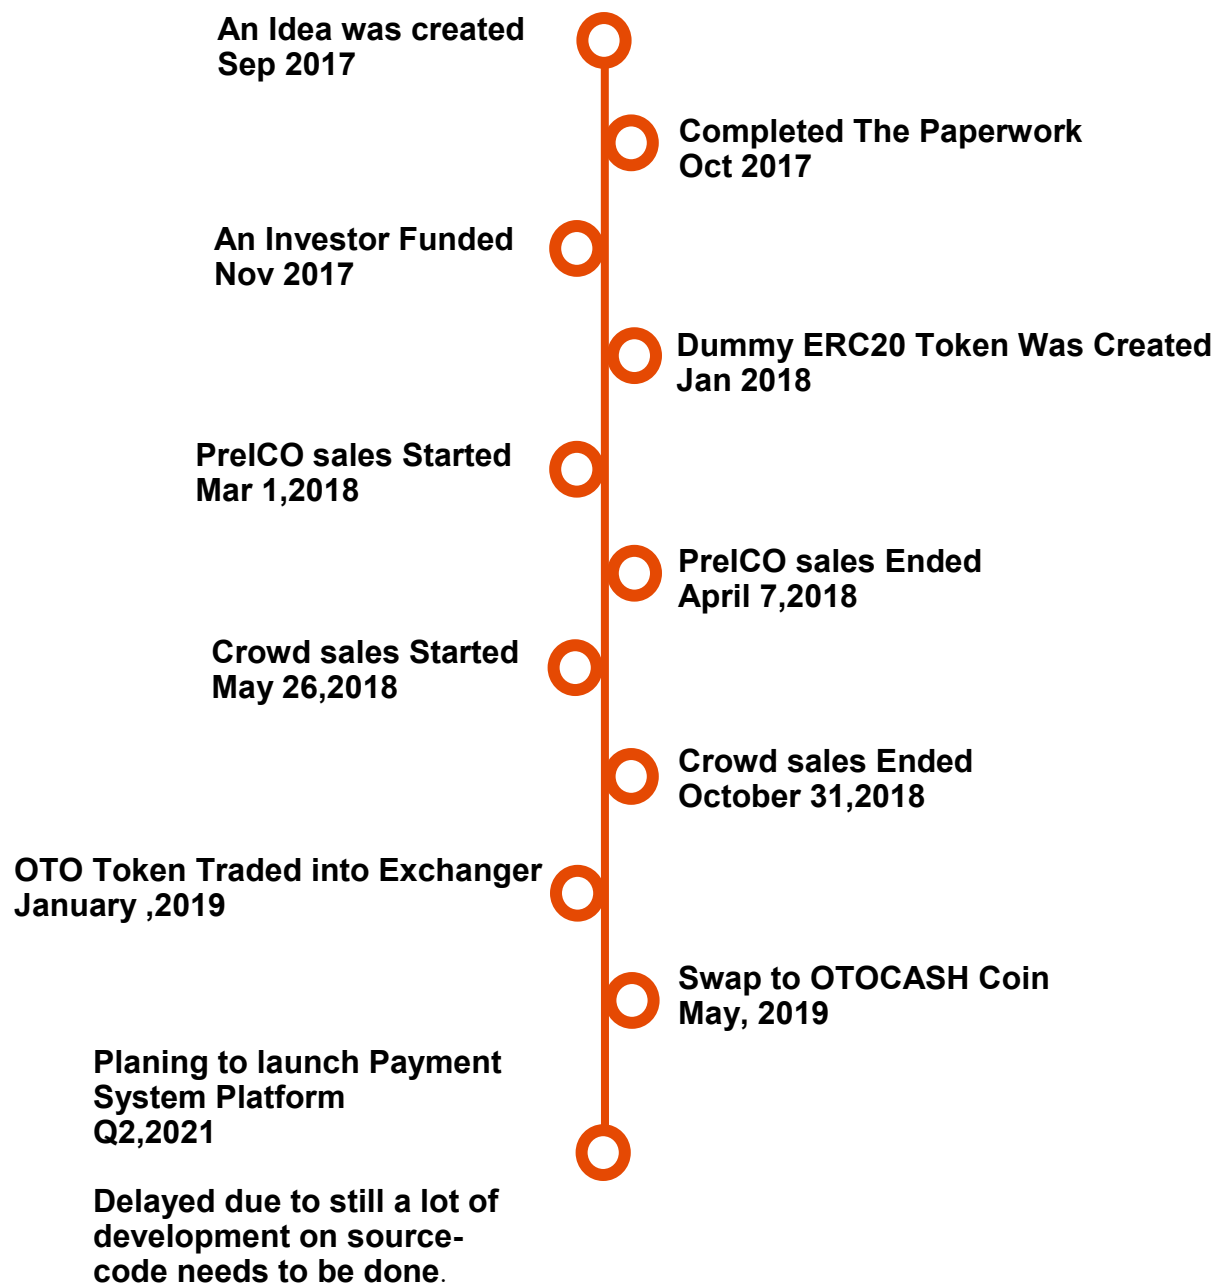 An Idea was created
Sep 2017
Completed The Paperwork
Oct 2017
An Investor Funded
Nov 2017
Dummy ERC20 Token Was Created
Jan 2018
PreICO sales Started
Mar 1,2018
PreICO sales Ended
April 7,2018
Crowd sales Started
May 26,2018
Crowd sales Ended
October 31,2018
OTO Token Traded into Exchanger
January ,2019
Swap to OTOCASH Coin
May, 2019
Planing to launch Payment
System Platform
Q2,2021
Delayed due to still a lot of
development on source-
code needs to be done.